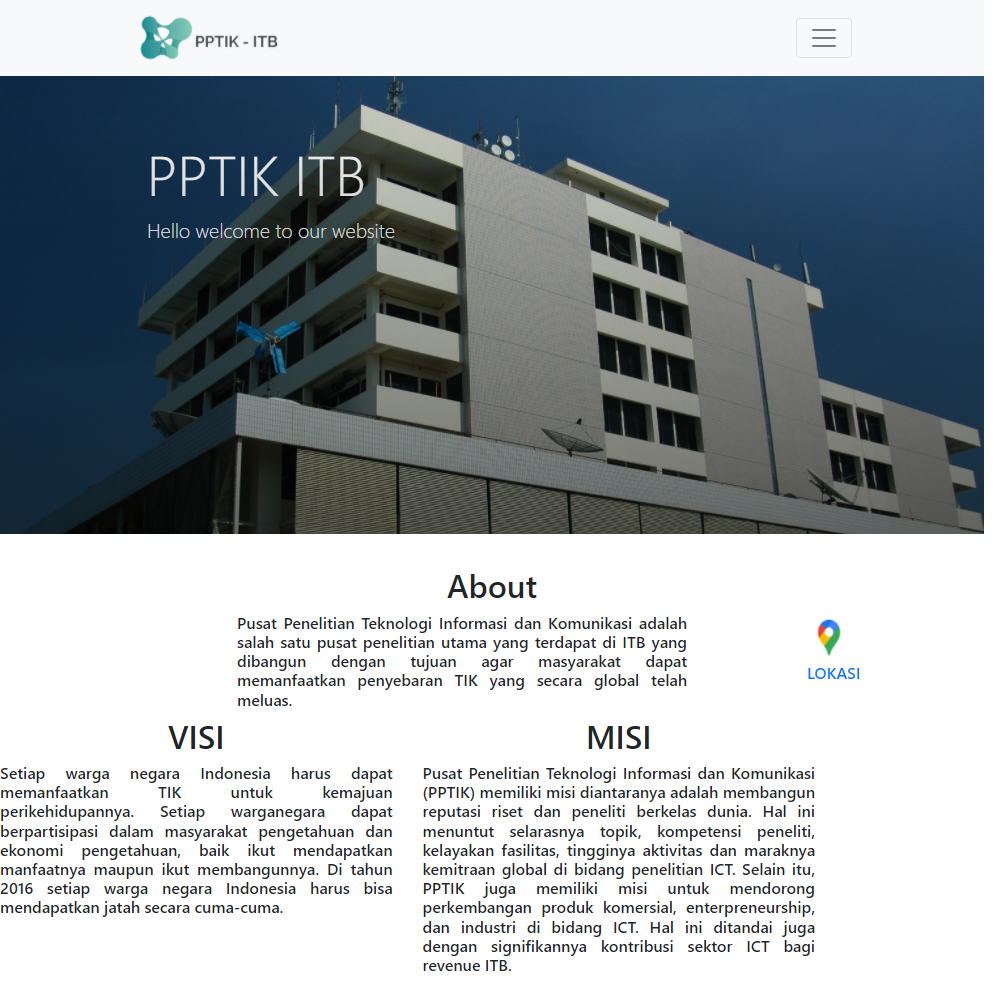 PPTIK - ITB
PPTIK ITB
Hello welcome to our website
About
Pusat Penelitian Teknologi Informasi dan Komunikasi adalah
salah satu pusat penelitian utama yang terdapat di ITB yang
dibangun dengan tujuan agar masyarakat dapat
memanfaatkan penyebaran TIK yang secara global telah
meluas.
LOKASI
VISI
Setiap warga negara Indonesia harus dapat
memanfaatkan TIK untuk kemajuan
perikehidupannya. Setiap warganegara dapat
berpartisipasi dalam masyarakat pengetahuan dan
ekonomi pengetahuan, baik ikut mendapatkan
manfaatnya maupun ikut membangunnya. Di tahun
2016 setiap warga negara Indonesia harus bisa
mendapatkan jatah secara cuma-cuma.
MISI
Pusat Penelitian Teknologi Informasi dan Komunikasi
(PPTIK) memiliki misi diantaranya adalah membangun
reputasi riset dan peneliti berkelas dunia. Hal ini
menuntut selarasnya topik, kompetensi peneliti,
kelayakan fasilitas, tingginya aktivitas dan maraknya
kemitraan global di bidang penelitian ICT. Selain itu,
PPTIK juga memiliki misi untuk mendorong
perkembangan produk komersial, enterpreneurship,
dan industri di bidang ICT. Hal ini ditandai juga
dengan signifikannya kontribusi sektor ICT bagi
revenue ITB.